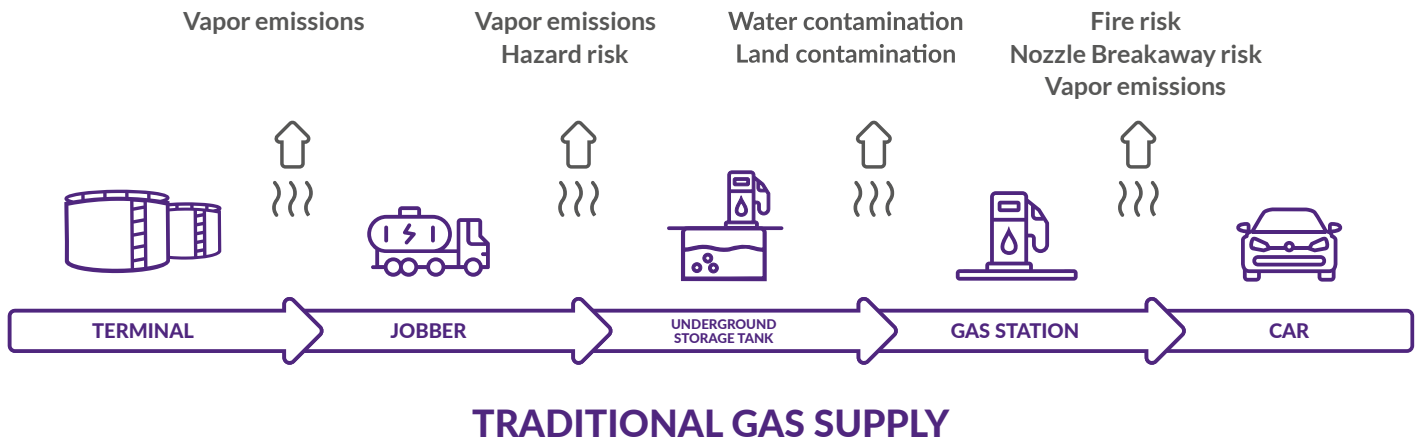 Vapor emissions
Vapor emissions
Hazard risk
Water contamination
Land contamination
Fire risk
Nozzle Breakaway risk
Vapor emissions
TERMINAL
JOBBER
UNDERGROUND
STORAGE TANK
GAS STATION
CAR
TRADITIONAL GAS SUPPLY